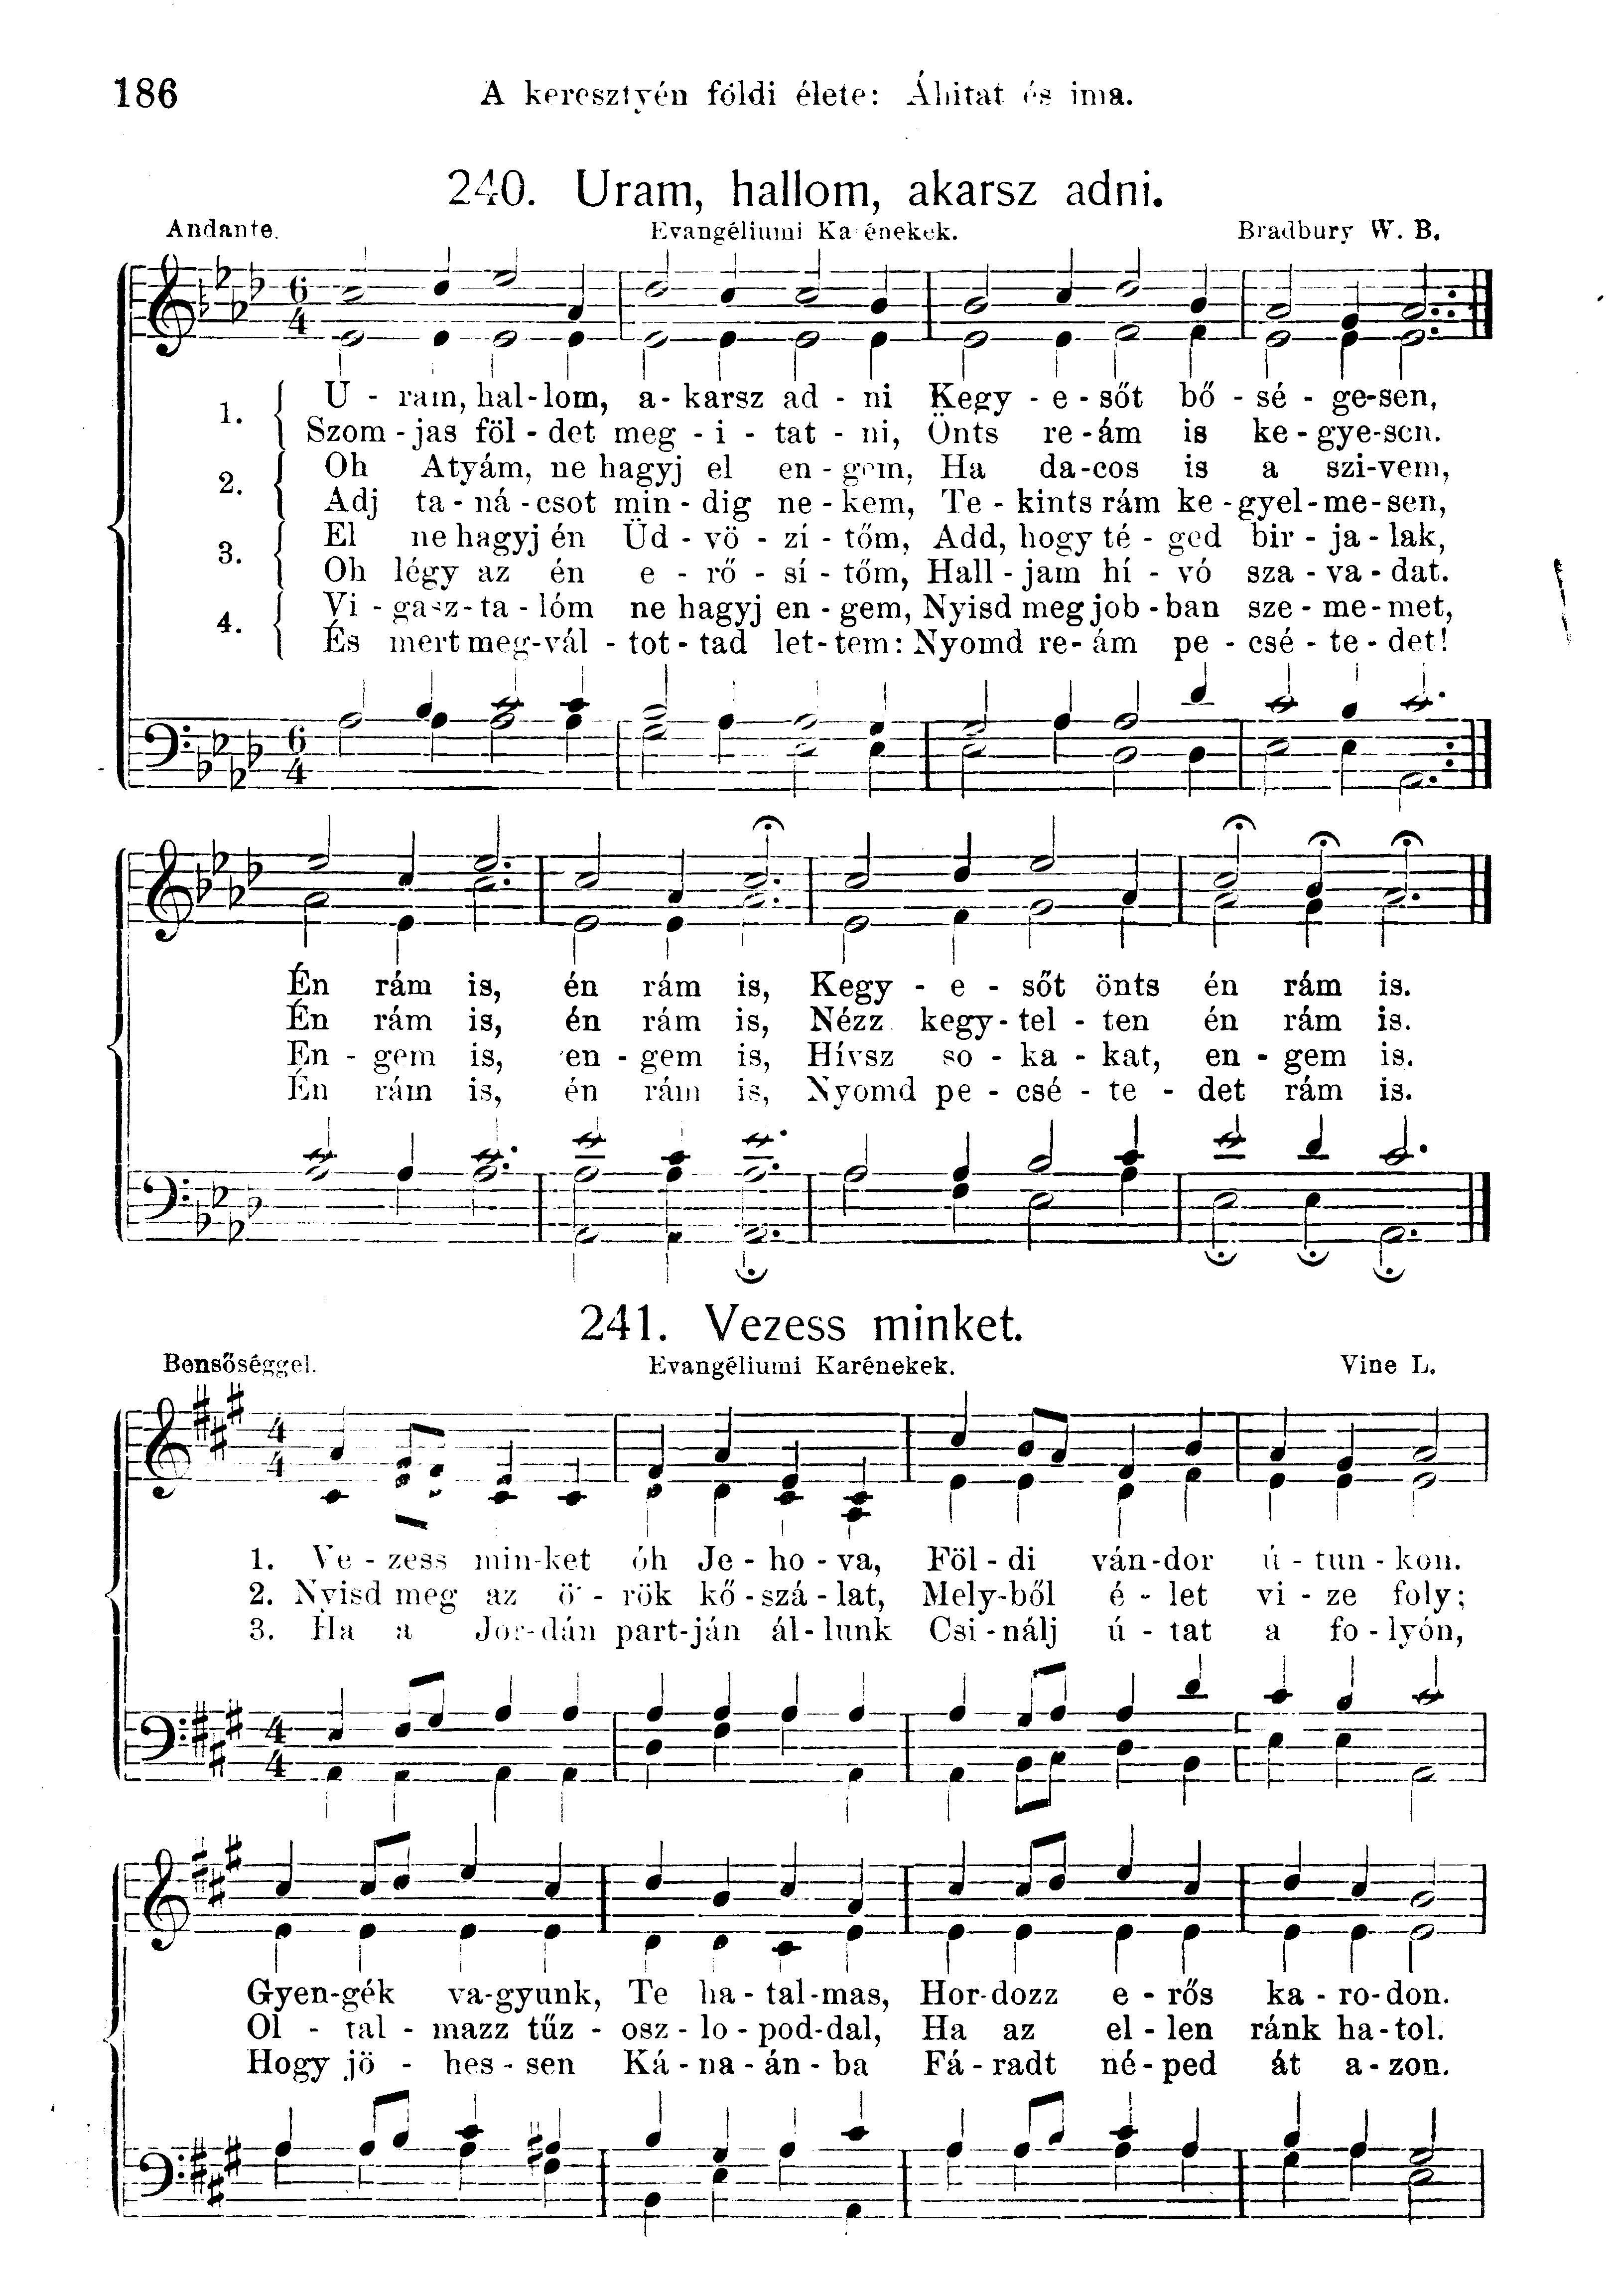 186 A keresztyén földi élete: Áhitat és ima.
240. Uram, hallom, akarsz adni.
Andante. Evangéliumi Karénekek. Bradbury W. B.
6 4
1. { U - ram, hal - lom, a - karsz ad - ni Kegy - e - sőt bő - sé - ge-sen,
Szom - jas föl - det meg - i - tat - ni, Önts re - ám is ke - gye-sen.
2. { Oh Atyám, ne hagyj el en - gem, Ha da-cos is a szi-vem,
Adj ta - ná - csot min - dig ne - kem, Te - kints rám ke - gyel - me - sen,
3. { El ne hagyj én Üd - vö - zí - tőm, Add, hogy té - ged bir - ja - lak,
Oh légy az én e - rő - sí - tőm, Hall - jam hí - vó sza - va - dat.
4. { Vi - gasz - ta - lóm ne hagyj en - gem, Nyisd meg job - ban sze - me - met,
És mert meg-vál - tot - tad let - tem: Nyomd re- ám pe - csé - te - det!
6 4
Én rám is, én rám is, Kegy - e - sőt önts én rám is.
Én rám is, én rám is, Nézz kegy - tel - ten én rám is.
En - gem is, en - gem is, Hívsz so - ka - kat, en - gem is.
Én rám is, én rám is, Nyomd pe - csé - te - det rám is.
241. Vezess minket.
Bensőséggel. Evangéliumi Karénekek. Vine L.
4 4
1. Ve - zess min-ket óh Je - ho - va, Föl - di ván-dor ú - tun - kon.
2. Nyisd meg az ö - rök kő - szá - lat, Mely-ből é - let vi - ze foly;
3. Ha a Jor-dán part-ján ál - lunk Csi - nálj ú - tat a fo - lyón,
4 4
Gyen-gék va-gyunk, Te ha - tal - mas, Hor-dozz e - rős ka - ro-don.
Ol - tal - mazz tűz - osz - lo - pod-dal, Ha az el - len ránk ha - tol.
Hogy jö - hes - sen Ká - na - án - ba Fá - radt né - ped át a - zon.